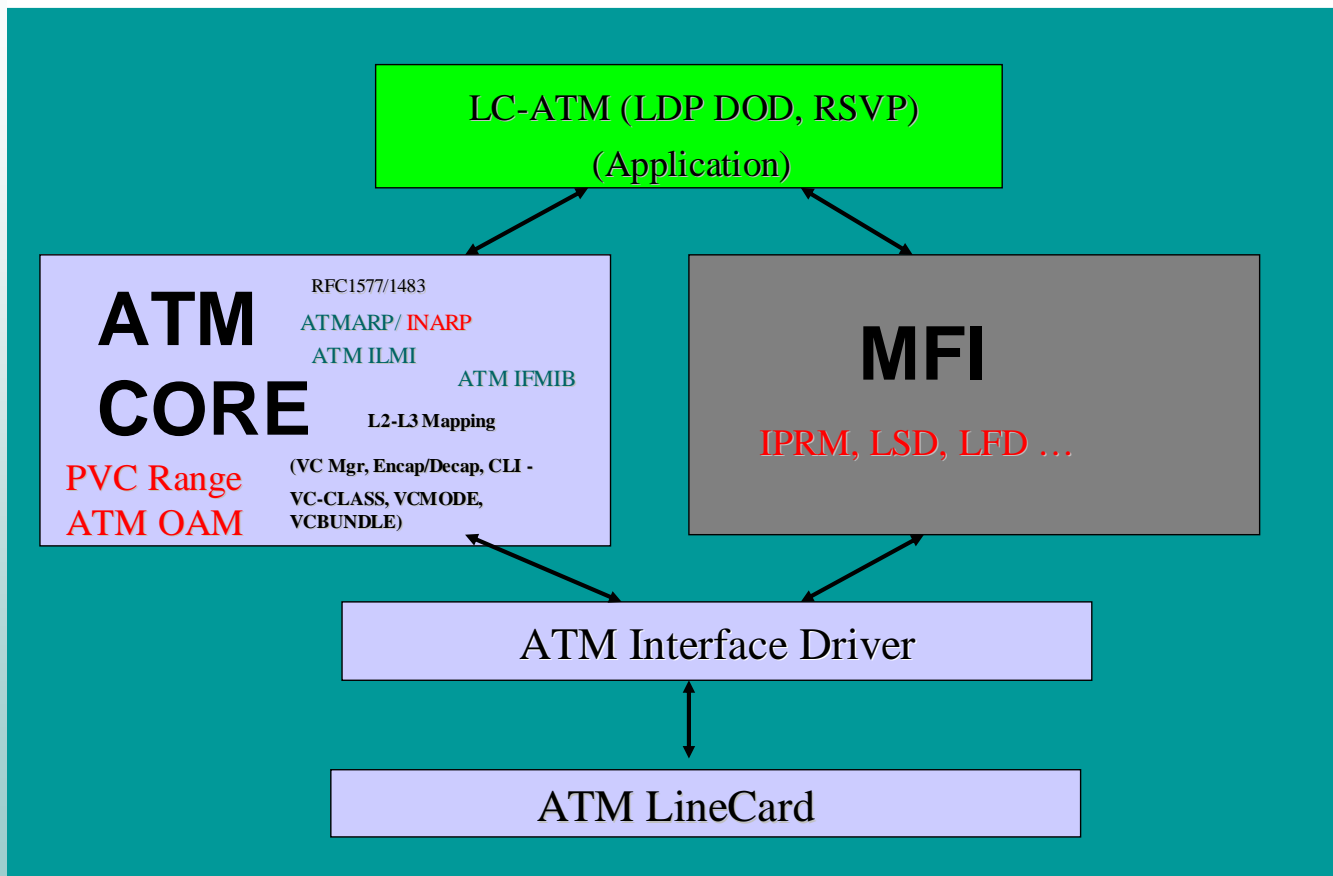 LC-ATM (LDP DOD, RSVP)
(Application)
ATM
CORE
RFC1577/1483
ATMARP/ INARP
ATM ILMI
ATM IFMIB
L2-L3 Mapping
(VC Mgr, Encap/Decap, CLI -
VC-CLASS, VCMODE,
VCBUNDLE)
PVC Range
ATM OAM
MFI
IPRM, LSD, LFD …
ATM Interface Driver
ATM LineCard